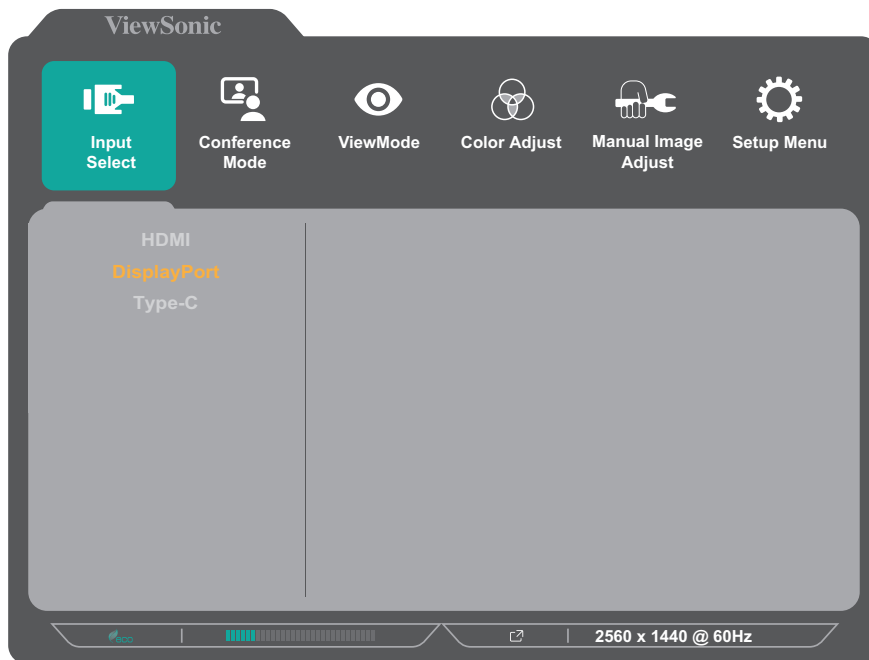 ViewSonic
Input
Select
Conference
Mode
ViewMode
Color Adjust
Manual Image
Adjust
Setup Menu
HDMI
DisplayPort
Type-C
eco
2560 x 1440 @ 60Hz